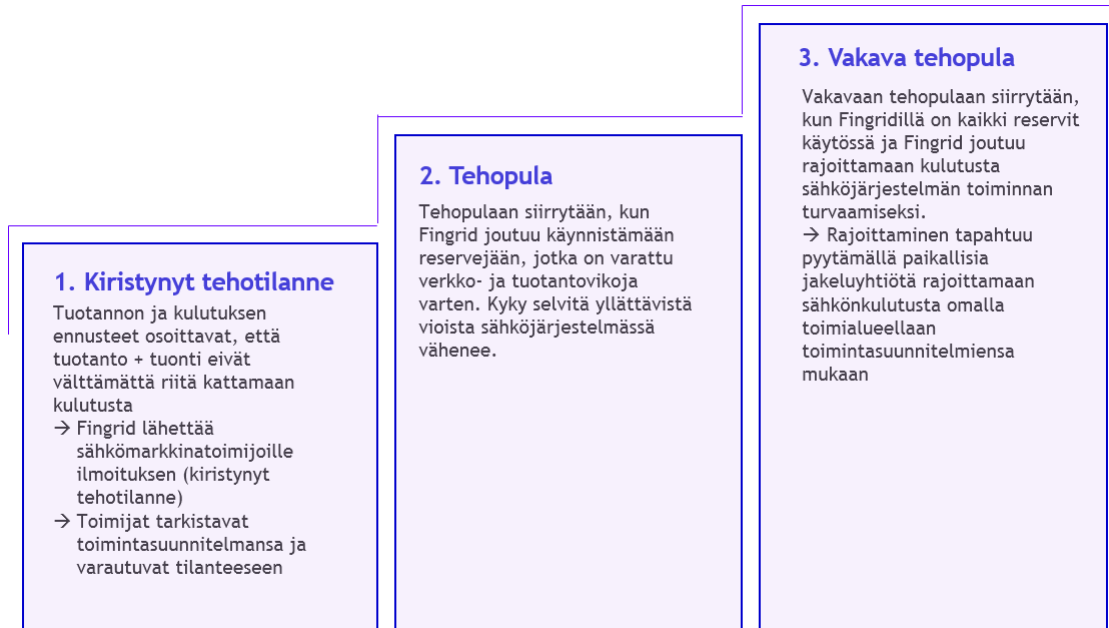 1. Kiristynyt tehotilanne
Tuotannon ja kulutuksen
ennusteet osoittavat, että
tuotanto + tuonti eivät
välttämättä riitä kattamaan
kulutusta
→ Fingrid lähettää
sähkömarkkinatoimijoille
ilmoituksen (kiristynyt
tehotilanne)
→ Toimijat tarkistavat
toimintasuunnitelmansa ja
varautuvat tilanteeseen
2. Tehopula
Tehopulaan siirrytään, kun
Fingrid joutuu käynnistämään
reservejään, jotka on varattu
verkko- ja tuotantovikoja
varten. Kyky selvitä yllättävistä
vioista sähköjärjestelmässä
vähenee.
3. Vakava tehopula
Vakavaan tehopulaan siirrytään,
kun Fingridillä on kaikki reservit
käytössä ja Fingrid joutuu
rajoittamaan kulutusta
sähköjärjestelmän toiminnan
turvaamiseksi.
→ Rajoittaminen tapahtuu
pyytämällä paikallisia
jakeluyhtiötä rajoittamaan
sähkönkulutusta omalla
toimialueellaan
toimintasuunnitelmiensa
mukaan